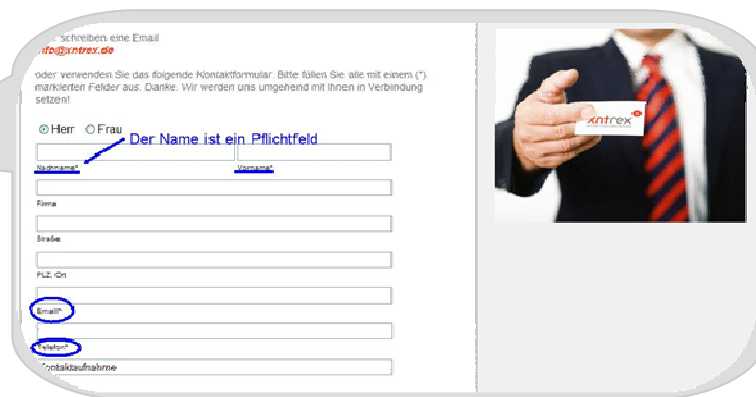 schreiben eine Email
info@xntrex.de
oder verwenden Sie das folgende Kontaktformular. Bitte füllen Sie alle mit einem (*)
markierten Felder aus. Danke. Wir werden uns umgehend mit Ihnen in Verbindung
setzen!
Herr Frau
Der Name ist ein Pflichtfeld
Nachname* Vorname*
Firma
Straße
PLZ, Ort
Email*
Telefon*
Kontaktaufnahme
xntrex